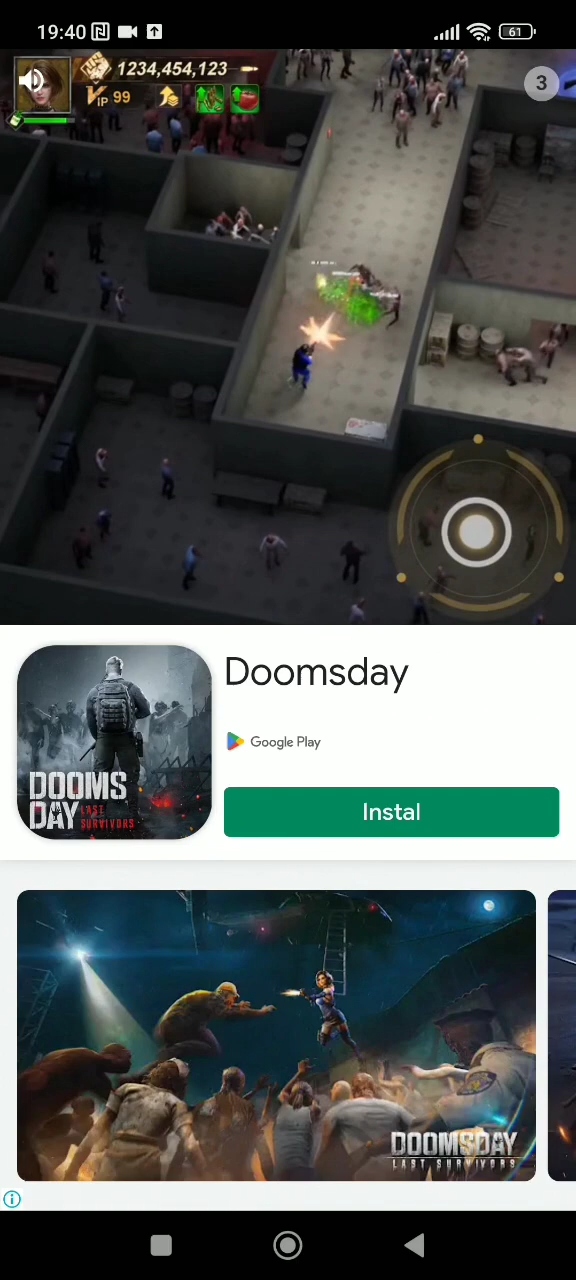 19:40
61
1234,454,123
VIP 99
3
Doomsday
Google Play
DOOMS
DAY LAST
SURVIVORS
Instal
DOOMSDAY
LAST SURVIVORS